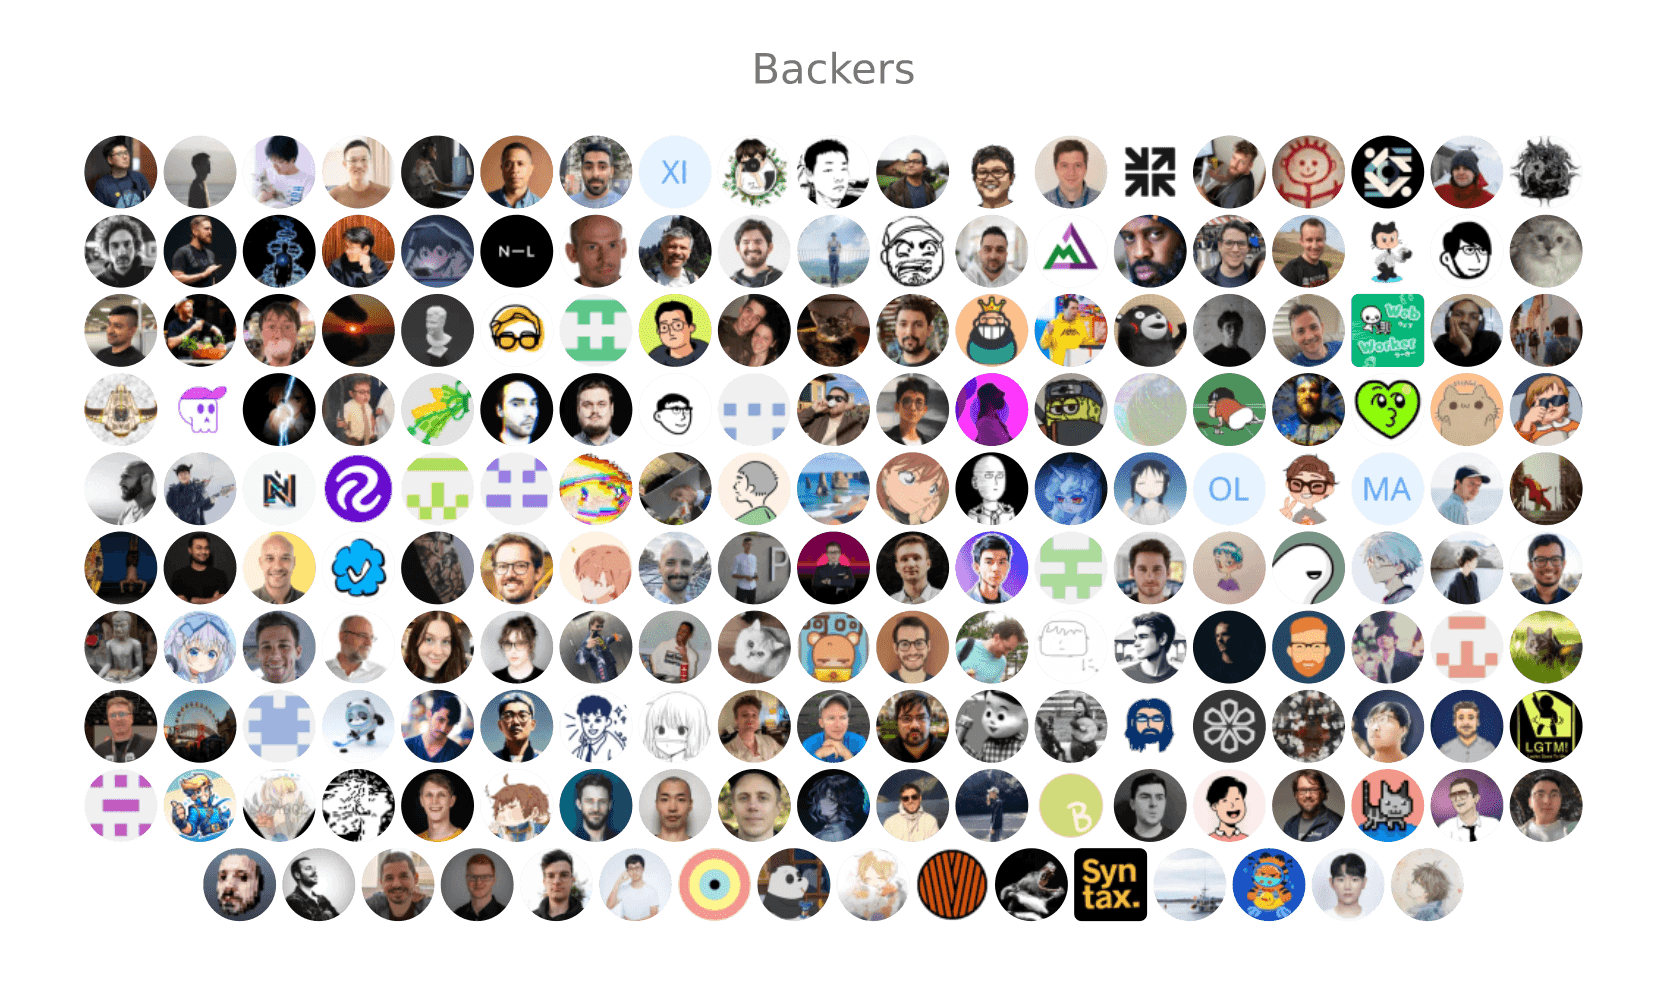 Backers
XI
N—L
Web
Worker
OL
MA
P
LGTM!
B
Syn
tax.